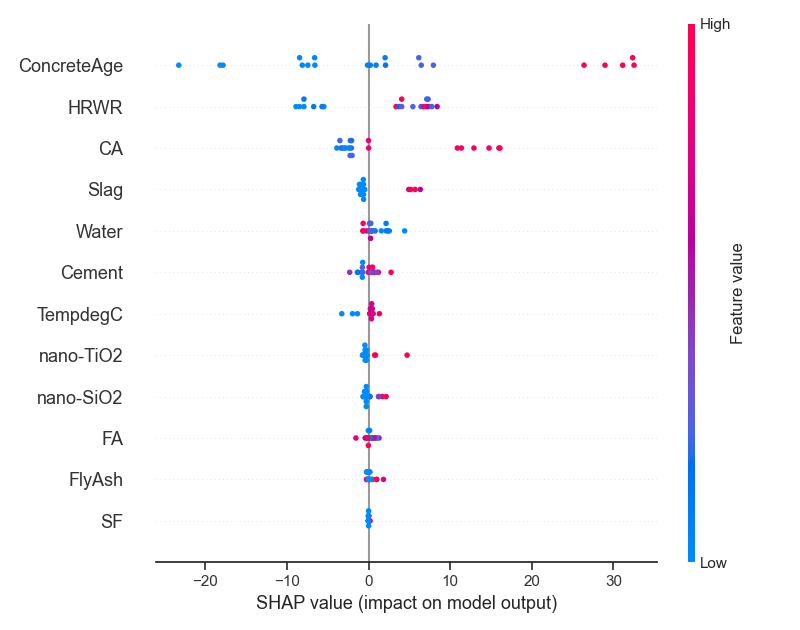 High
ConcreteAge
HRWR
CA
Slag
Water
Cement
TempdegC
nano-TiO2
nano-SiO2
FA
FlyAsh
SF
Feature value
Low
−20 −10 0 10 20 30
SHAP value (impact on model output)